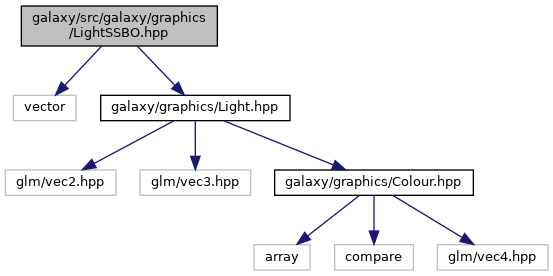 galaxy/src/galaxy/graphics
/LightSSBO.hpp
vector
galaxy/graphics/Light.hpp
glm/vec2.hpp
glm/vec3.hpp
galaxy/graphics/Colour.hpp
array
compare
glm/vec4.hpp